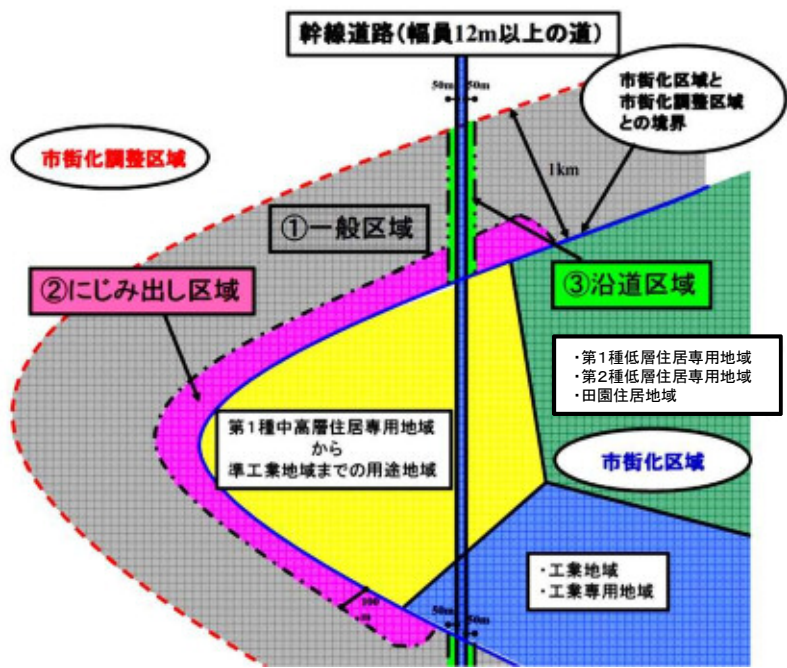 幹線道路（幅員12m以上の道）
50m
50m
市街化区域と
市街化調整区域
との境界
市街化調整区域
1km
①一般区域
②にじみ出し区域
③沿道区域
・第1種低層住居専用地域
・第2種低層住居専用地域
・田園住居地域
第1種中高層住居専用地域
から
準工業地域までの用途地域
市街化区域
・工業地域
・工業専用地域
100
50m
50m